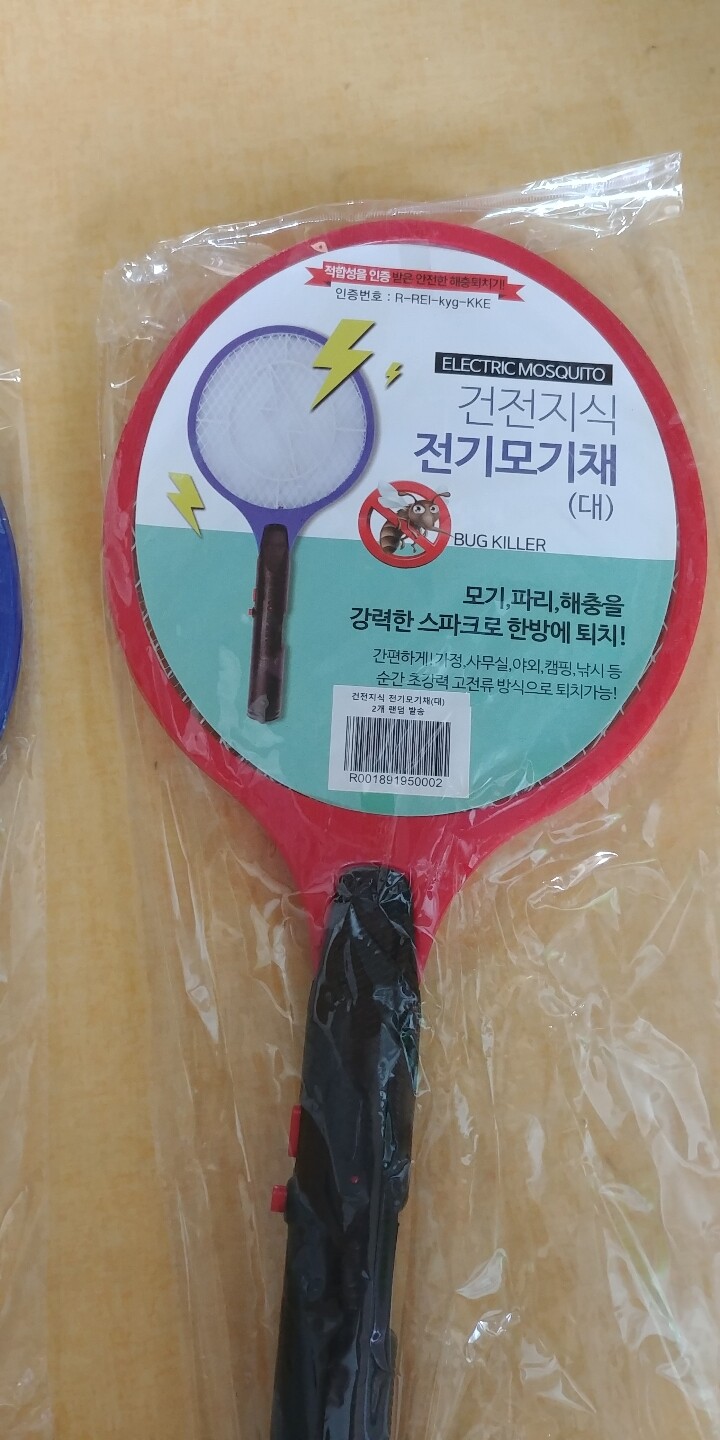 적합성을 인증 받은 안전한 해충퇴치기!
인증번호 : R-REI-kyg-KKE
ELECTRIC MOSQUITO
건전지식
전기모기채
(대)
BUG KILLER
모기,파리,해충을
강력한 스파크로 한방에 퇴치!
간편하게! 가정,사무실,야외,캠핑,낚시 등
순간 초강력 고전류 방식으로 퇴치가능!
건전지식 전기모기채(대)
2개 랜덤 발송
R001891950002